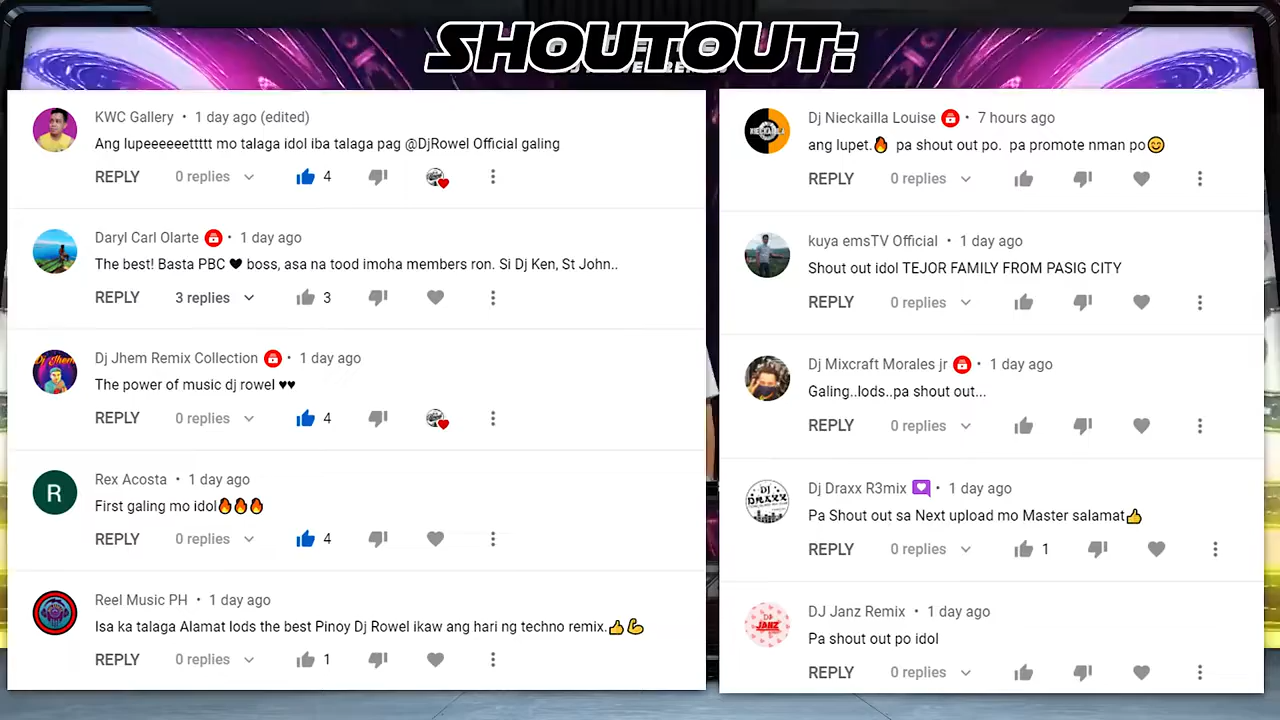 SHOUTOUT:
KWC Gallery • 1 day ago (edited)
Ang lupeeeeeettttt mo talaga idol iba talaga pag @DjRowel Official galing
REPLY 0 replies 4
Daryl Carl Olarte • 1 day ago
The best! Basta PBC 🖤 boss, asa na tood imoha members ron. Si Dj Ken, St John..
REPLY 3 replies 3
Dj Jhem Remix Collection • 1 day ago
The power of music dj rowel ♥♥
REPLY 0 replies 4
R
Rex Acosta • 1 day ago
First galing mo idol🔥🔥🔥
REPLY 0 replies 4
Reel Music PH • 1 day ago
Isa ka talaga Alamat lods the best Pinoy Dj Rowel ikaw ang hari ng techno remix.👍💪
REPLY 0 replies 1
Dj Nieckailla Louise • 7 hours ago
ang lupet.🔥 pa shout out po. pa promote nman po😊
REPLY 0 replies
kuya emsTV Official • 1 day ago
Shout out idol TEJOR FAMILY FROM PASIG CITY
REPLY 0 replies
Dj Mixcraft Morales jr • 1 day ago
Galing..lods..pa shout out...
REPLY 0 replies
DJ
DRAXX
Dj Draxx R3mix • 1 day ago
Pa Shout out sa Next upload mo Master salamat👍
REPLY 0 replies 1
DJ
JANZ
DJ Janz Remix • 1 day ago
Pa shout out po idol
REPLY 0 replies